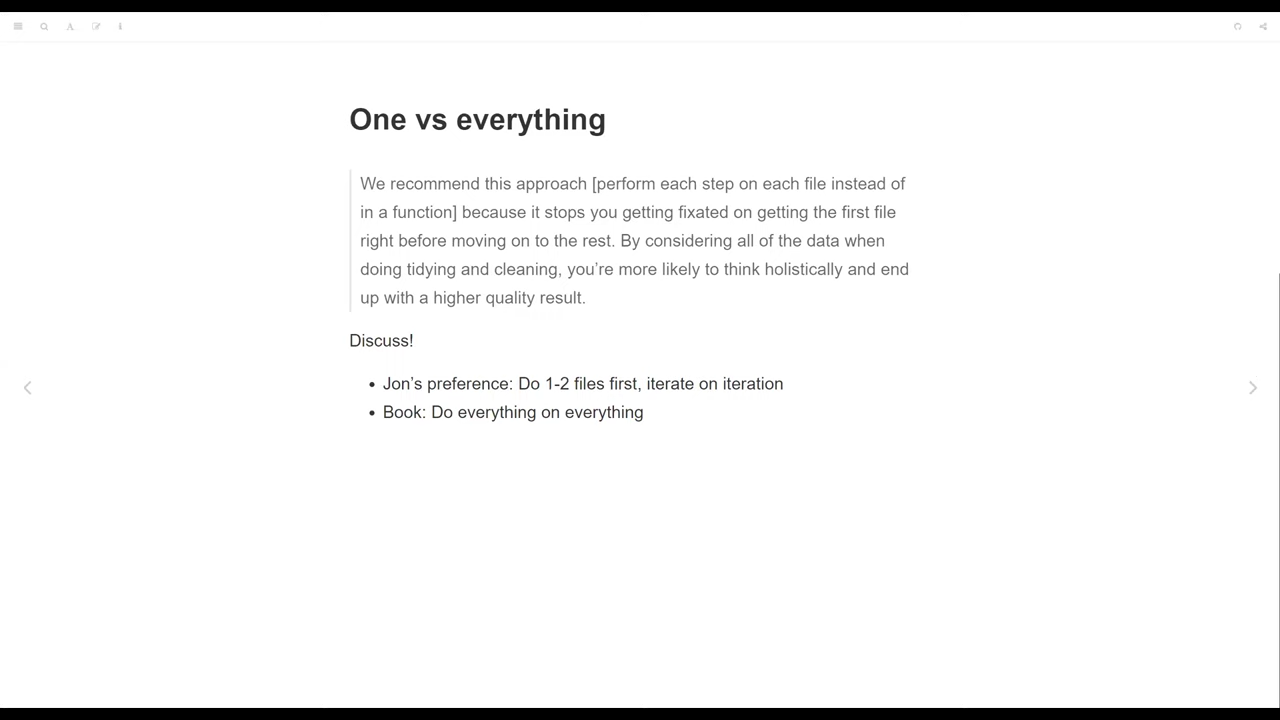 One vs everything
We recommend this approach [perform each step on each file instead of
in a function] because it stops you getting fixated on getting the first file
right before moving on to the rest. By considering all of the data when
doing tidying and cleaning, you’re more likely to think holistically and end
up with a higher quality result.
Discuss!
• Jon’s preference: Do 1-2 files first, iterate on iteration
• Book: Do everything on everything